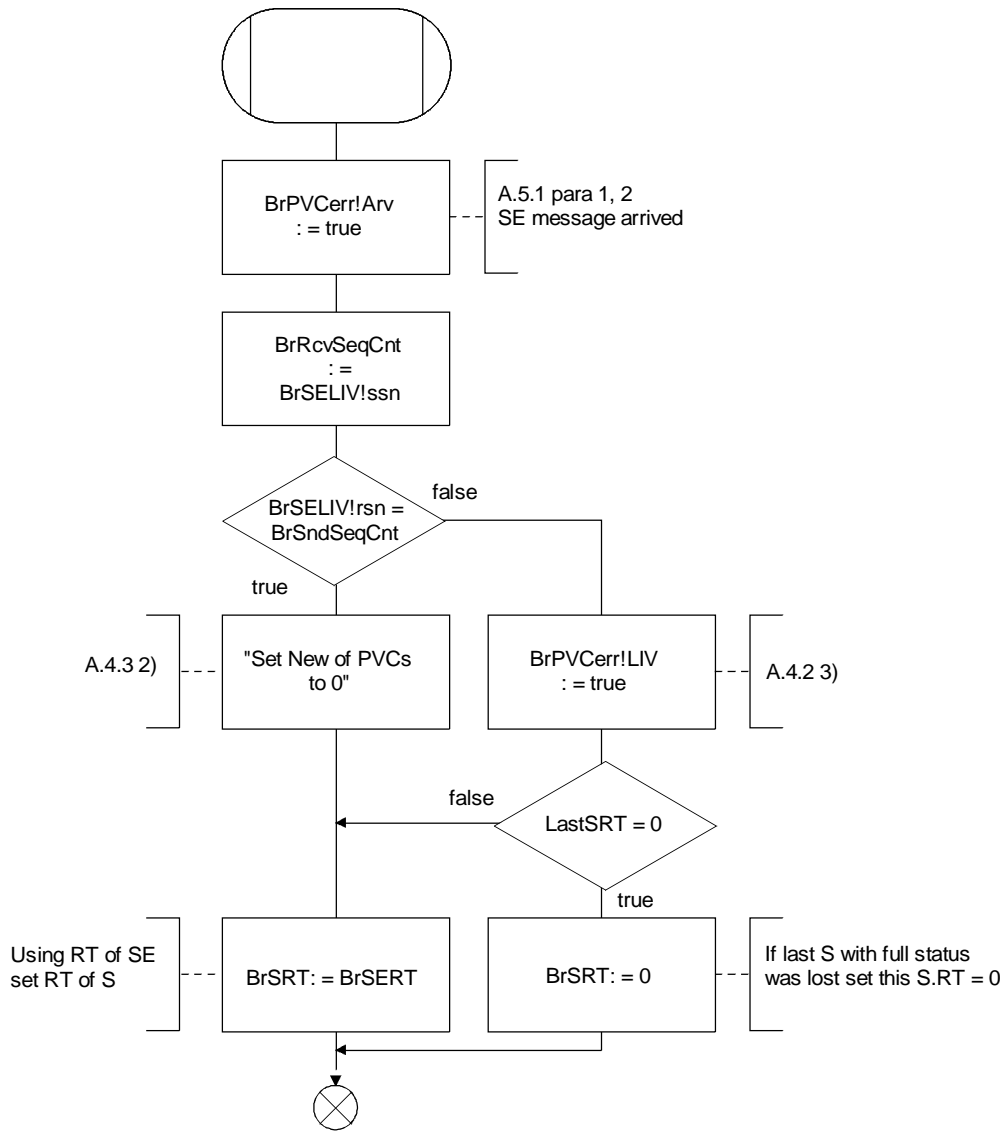 BrPVCerr!Arv
: = true
A.5.1 para 1, 2
SE message arrived
BrRcvSeqCnt
: =
BrSELIV!ssn
BrSELIV!rsn =
BrSndSeqCnt
false
true
A.4.3 2)
"Set New of PVCs
to 0"
BrPVCerr!LIV
: = true
A.4.2 3)
false
LastSRT = 0
true
Using RT of SE
set RT of S
BrSRT: = BrSERT
BrSRT: = 0
If last S with full status
was lost set this S.RT = 0